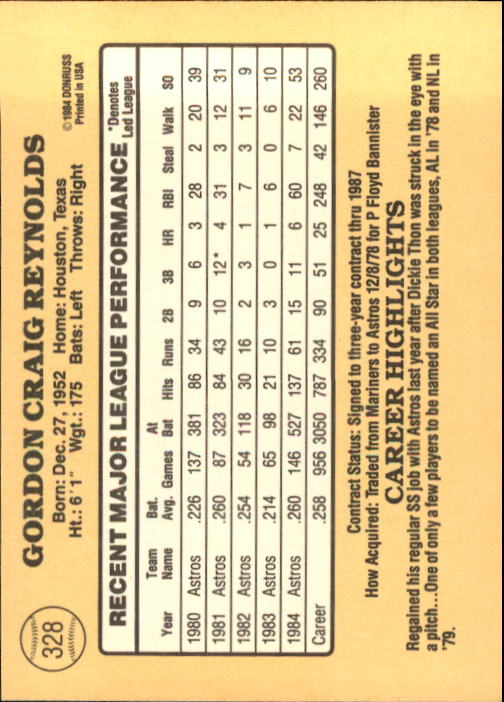 328
GORDON CRAIG REYNOLDS
Born: Dec. 27, 1952 Home: Houston, Texas
Ht.: 6'1" Wgt.: 175 Bats: Left Throws: Right
© 1984 DONRUSS
Printed in USA
RECENT MAJOR LEAGUE PERFORMANCE *Denotes Led League
Year Team Name Bat. Avg. Games At Bat Hits Runs 2B 3B HR RBI Steal Walk SO
1980 Astros .226 137 381 86 34 9 6 3 28 2 20 39
1981 Astros .260 87 323 84 43 10 12* 4 31 3 12 31
1982 Astros .254 54 118 30 16 2 3 1 7 3 11 9
1983 Astros .214 65 98 21 10 3 0 1 6 0 6 10
1984 Astros .260 146 527 137 61 15 11 6 60 7 22 53
Career .258 956 3050 787 334 90 51 25 248 42 146 260
Contract Status: Signed to three-year contract thru 1987
How Acquired: Traded from Mariners to Astros 12/8/78 for P Floyd Bannister
CAREER HIGHLIGHTS
Regained his regular SS job with Astros last year after Dickie Thon was struck in the eye with
a pitch...One of only a few players to be named an All Star in both leagues, AL in '78 and NL in
'79.